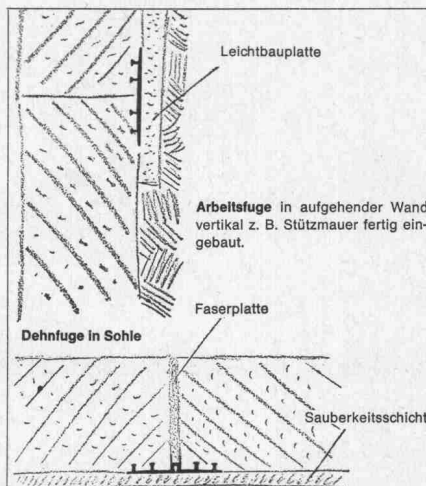 Leichtbauplatte
Arbeitsfuge in aufgehender Wand
vertikal z. B. Stützmauer fertig ein-
gebaut.
Faserplatte
Dehnfuge in Sohle
Sauberkeitsschicht